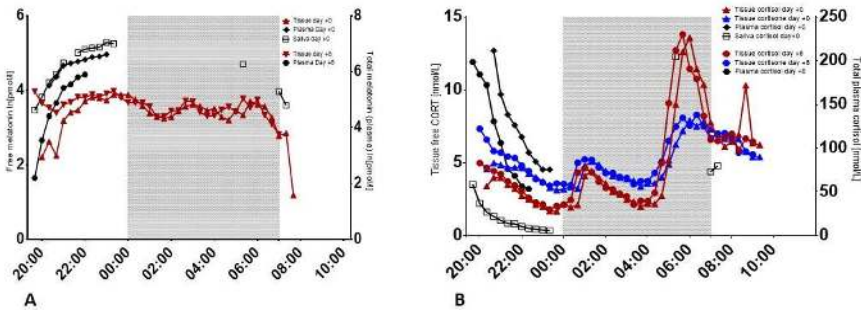 6
4
2
0
Free melatonin ln[pmol/l]
8
6
4
2
0
Total melatonin (plasma) ln[pmol/l]
Tissue day +0
Plasma Day +0
Saliva day +0
Tissue day +8
Plasma Day +8
20:00
22:00
00:00
02:00
04:00
06:00
08:00
10:00
A
15
10
5
0
Tissue free CORT [nmol/L]
250
200
150
100
50
0
Total plasma cortisol [nmol/L]
Tissue cortisol day +0
Tissue cortisone day +0
Plasma cortisol day +0
Saliva cortisol day +0
Tissue cortisol day +8
Tissue cortisone day +8
Plasma cortisol day +8
20:00
22:00
00:00
02:00
04:00
06:00
08:00
10:00
B